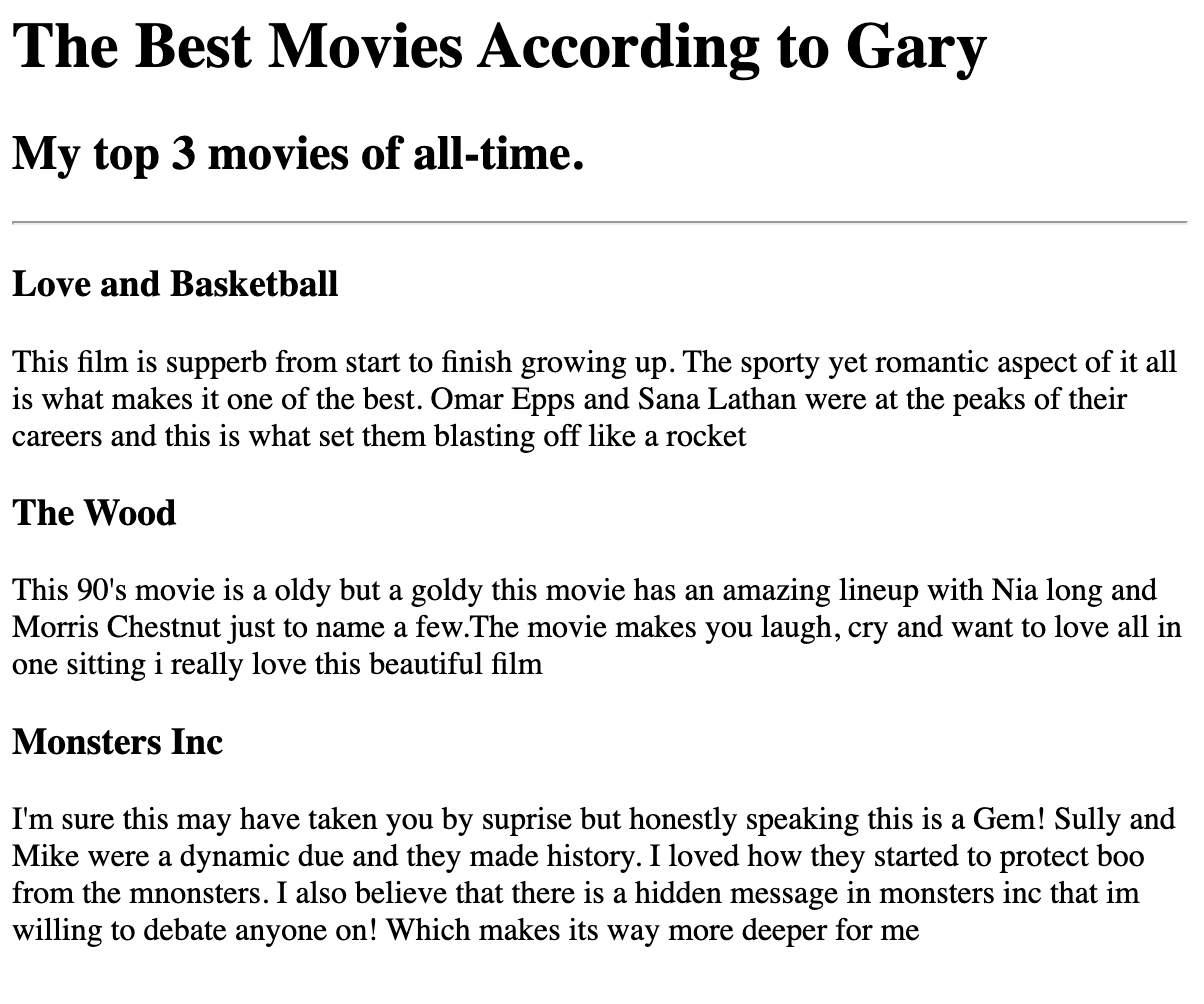 The Best Movies According to Gary
My top 3 movies of all-time.
Love and Basketball
This film is supperb from start to finish growing up. The sporty yet romantic aspect of it all
is what makes it one of the best. Omar Epps and Sana Lathan were at the peaks of their
careers and this is what set them blasting off like a rocket
The Wood
This 90's movie is a oldy but a goldy this movie has an amazing lineup with Nia long and
Morris Chestnut just to name a few.The movie makes you laugh, cry and want to love all in
one sitting i really love this beautiful film
Monsters Inc
I'm sure this may have taken you by suprise but honestly speaking this is a Gem! Sully and
Mike were a dynamic due and they made history. I loved how they started to protect boo
from the mnonsters. I also believe that there is a hidden message in monsters inc that im
willing to debate anyone on! Which makes its way more deeper for me